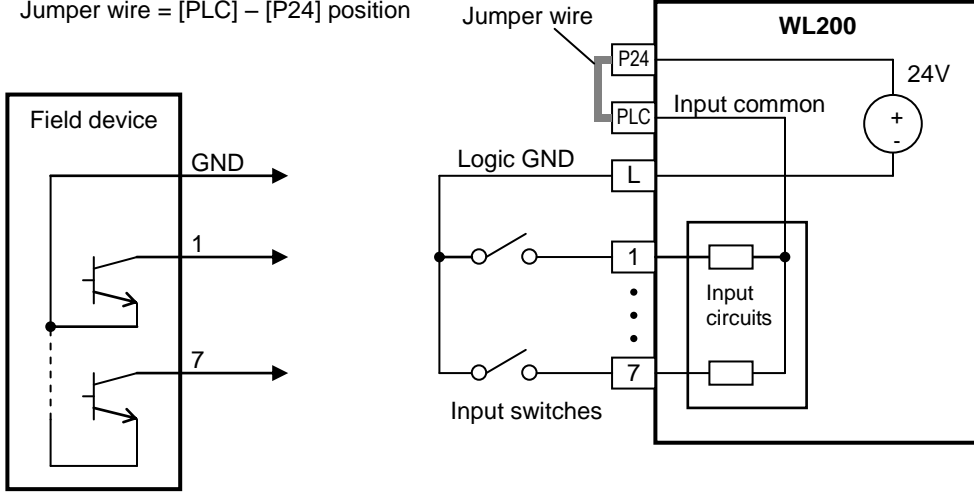 Jumper wire = [PLC] – [P24] position
Jumper wire
WL200
P24
24V
PLC
Input common
+
-
Field device
GND
Logic GND
L
1
1
Input
circuits
7
7
Input switches